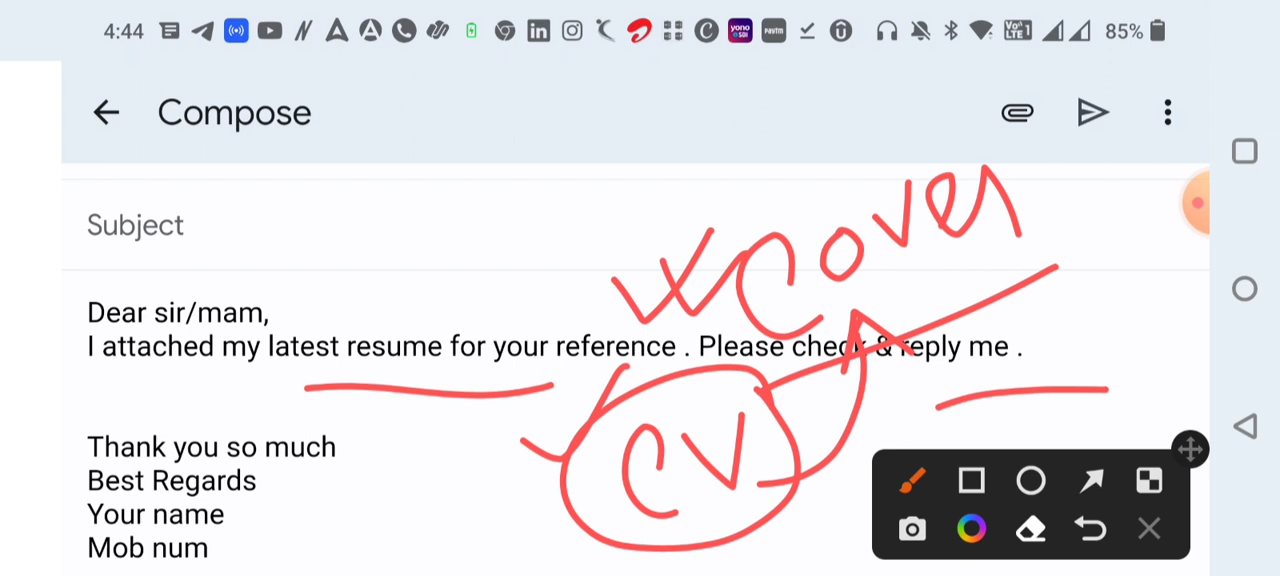 4:44 85%
Compose
Subject
Cover
Dear sir/mam,
I attached my latest resume for your reference . Please check & reply me .
CV
Thank you so much
Best Regards
Your name
Mob num